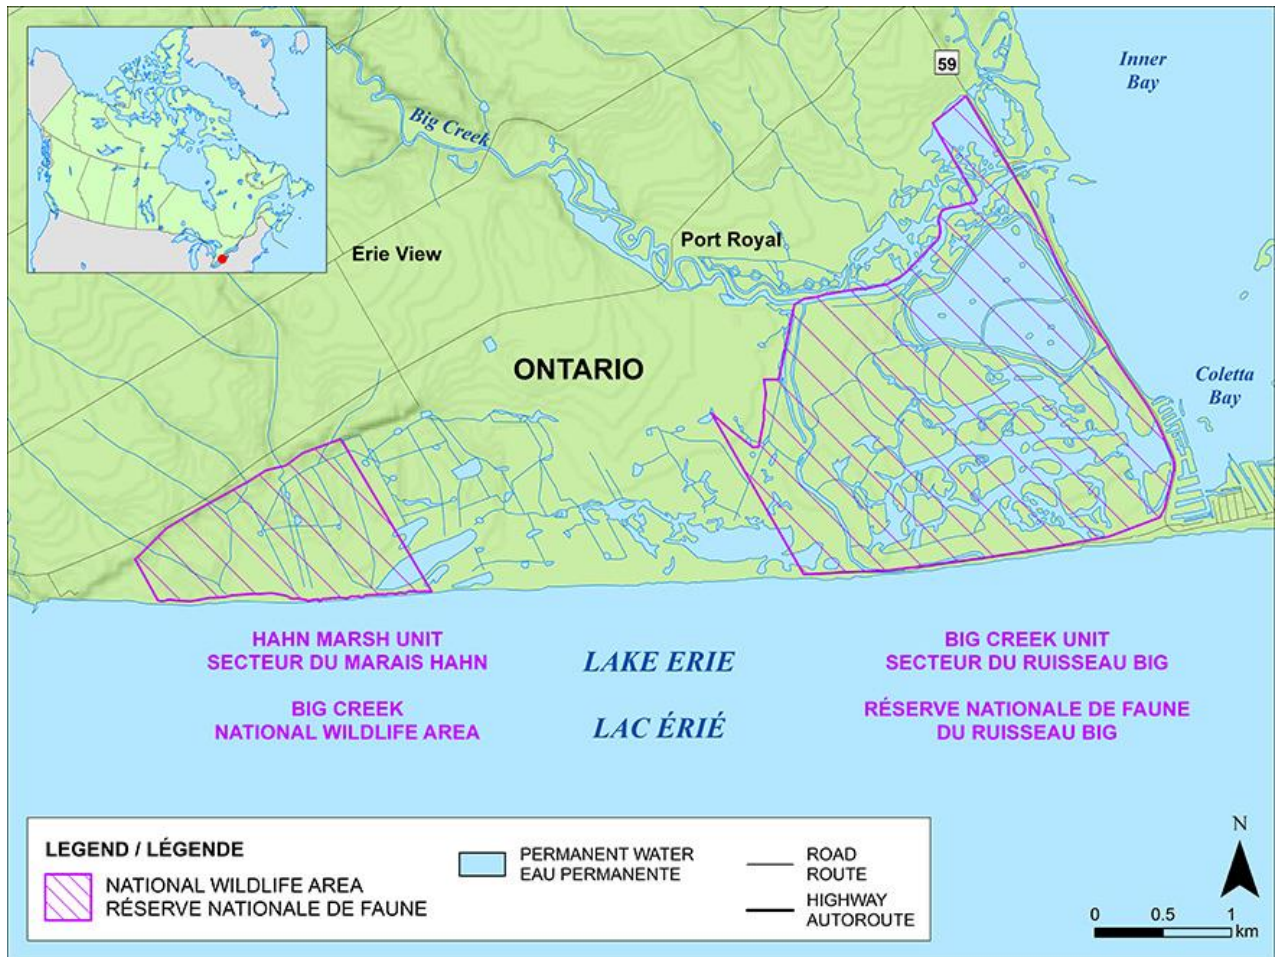 Inner
Bay
59
Big Creek
Port Royal
Erie View
ONTARIO
Coletta
Bay
HAHN MARSH UNIT
SECTEUR DU MARAIS HAHN
BIG CREEK
NATIONAL WILDLIFE AREA
LAKE ERIE
LAC ÉRIÉ
BIG CREEK UNIT
SECTEUR DU RUISSEAU BIG
RÉSERVE NATIONALE DE FAUNE
DU RUISSEAU BIG
LEGEND / LÉGENDE
NATIONAL WILDLIFE AREA
RÉSERVE NATIONALE DE FAUNE
PERMANENT WATER
EAU PERMANENTE
ROAD
ROUTE
HIGHWAY
AUTOROUTE
N
0 0.5 1
km